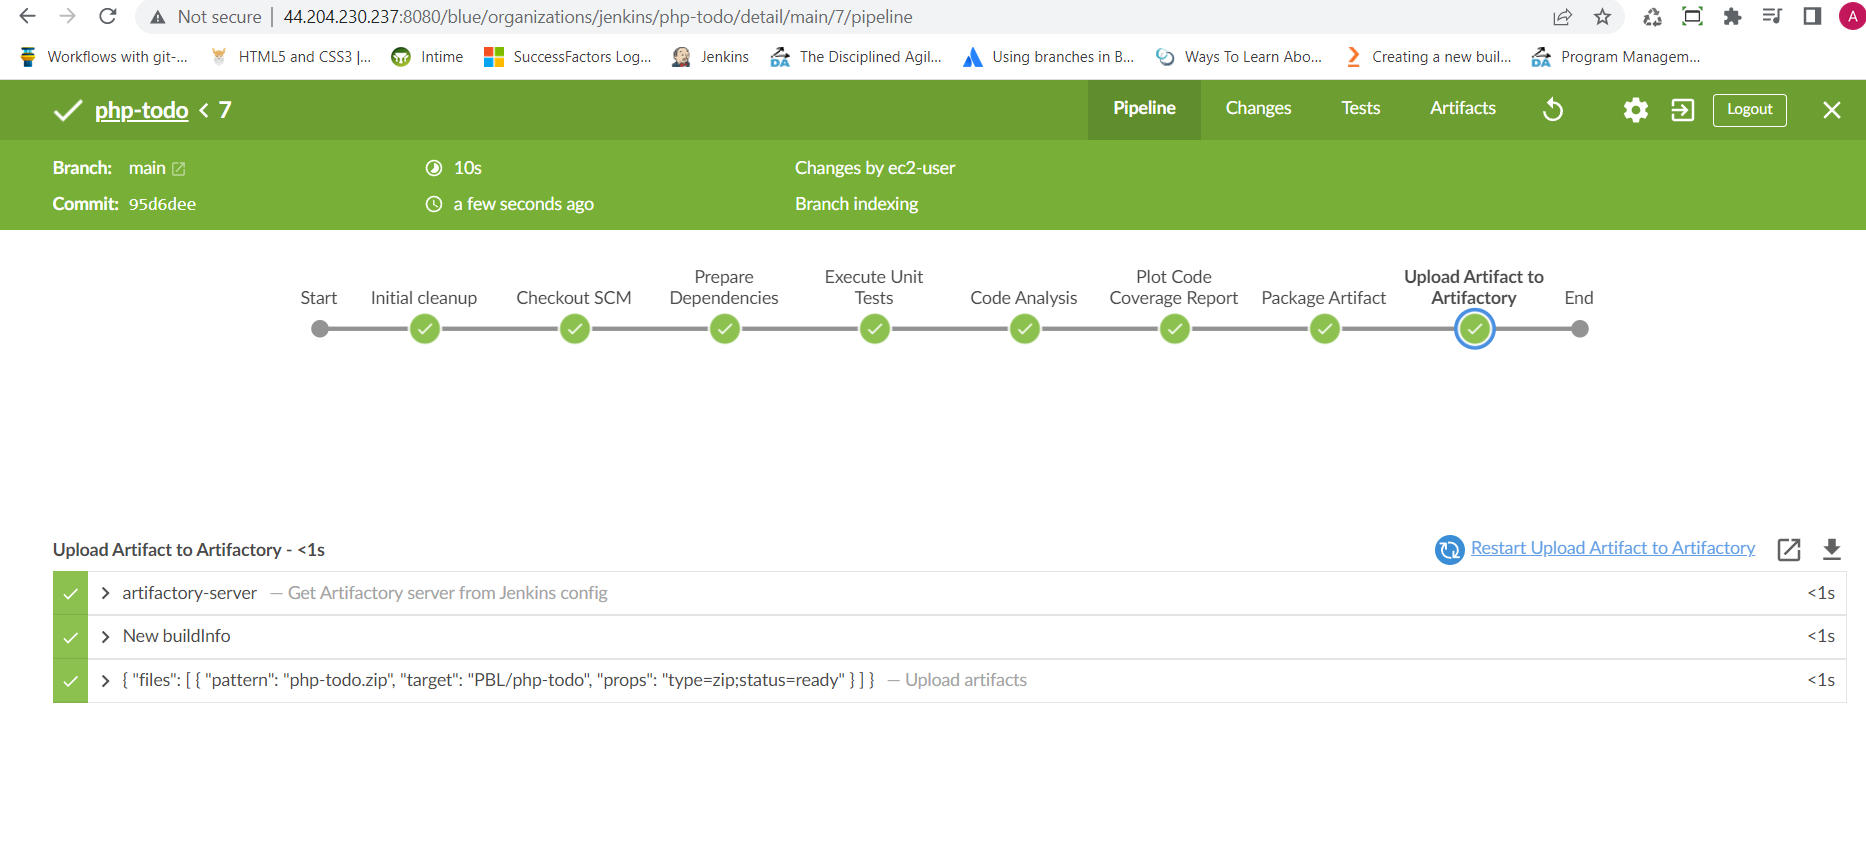 Not secure | 44.204.230.237:8080/blue/organizations/jenkins/php-todo/detail/main/7/pipeline
A
Workflows with git-... HTML5 and CSS3 |... Intime SuccessFactors Log... Jenkins The Disciplined Agil... Using branches in B... Ways To Learn Abo... Creating a new buil... Program Managem...
php-todo < 7 Pipeline Changes Tests Artifacts Logout
Branch: main 10s Changes by ec2-user
Commit: 95d6dee a few seconds ago Branch indexing
Start Initial cleanup Checkout SCM Prepare Dependencies Execute Unit Tests Code Analysis Plot Code Coverage Report Package Artifact Upload Artifact to Artifactory End
Upload Artifact to Artifactory - <1s Restart Upload Artifact to Artifactory
artifactory-server — Get Artifactory server from Jenkins config <1s
New buildInfo <1s
{ "files": [ { "pattern": "php-todo.zip", "target": "PBL/php-todo", "props": "type=zip;status=ready" } ] } — Upload artifacts <1s